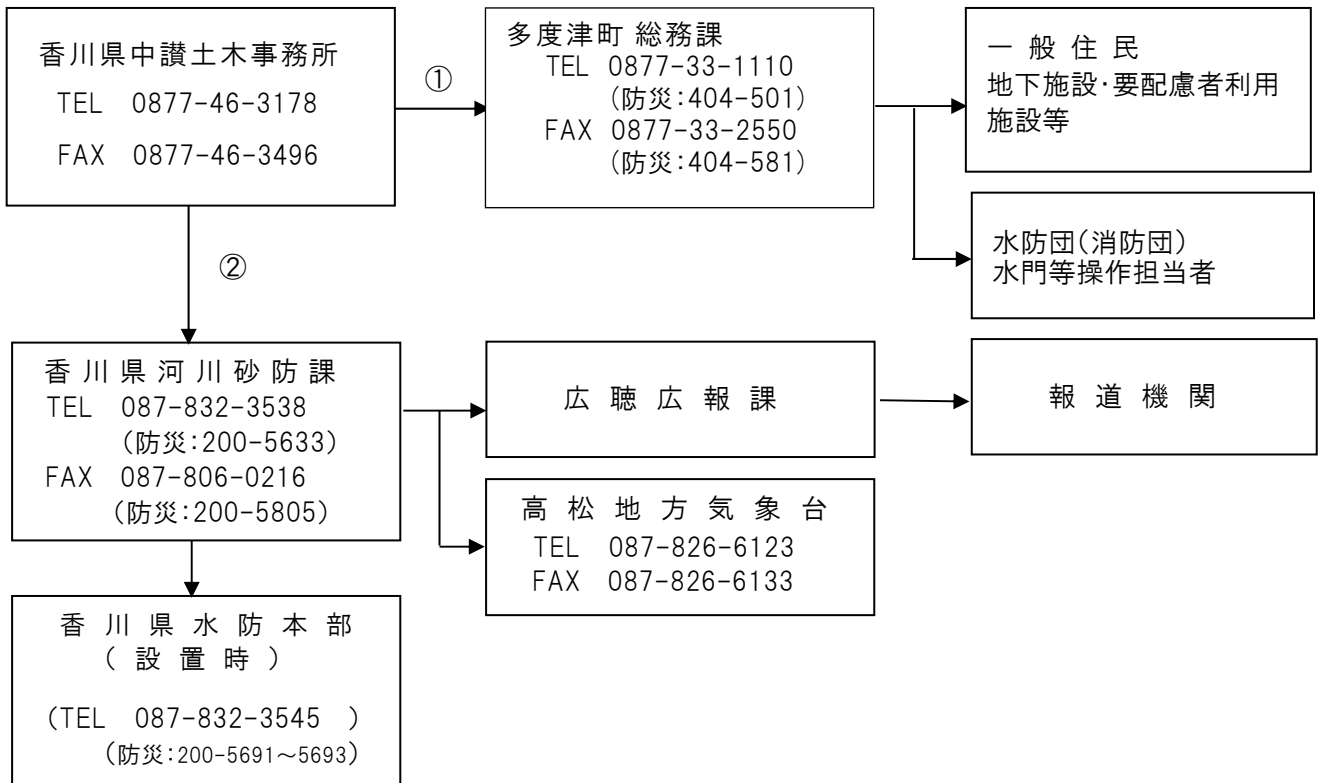 香川県中讃土木事務所
TEL 0877-46-3178
FAX 0877-46-3496
①
多度津町 総務課
TEL 0877-33-1110
(防災:404-501)
FAX 0877-33-2550
(防災:404-581)
一般住民
地下施設・要配慮者利用
施設等
水防団(消防団)
水門等操作担当者
②
香川県河川砂防課
TEL 087-832-3538
(防災:200-5633)
FAX 087-806-0216
(防災:200-5805)
広聴広報課
報道機関
高松地方気象台
TEL 087-826-6123
FAX 087-826-6133
香川県水防本部
(設置時)
(TEL 087-832-3545 )
(防災:200-5691～5693)